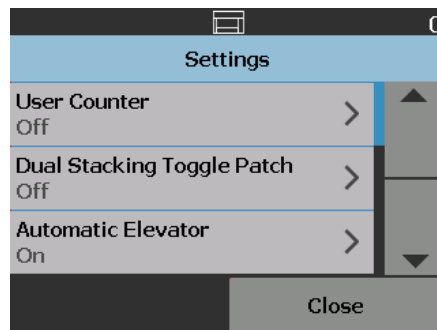 Settings
User Counter
Off
Dual Stacking Toggle Patch
Off
Automatic Elevator
On
Close